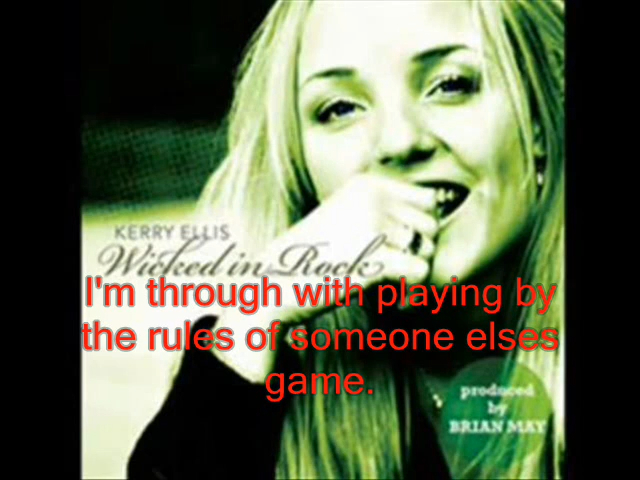 KERRY ELLIS
Wicked in Rock
I'm through with playing by
the rules of someone elses
game.
produced
by
BRIAN MAY